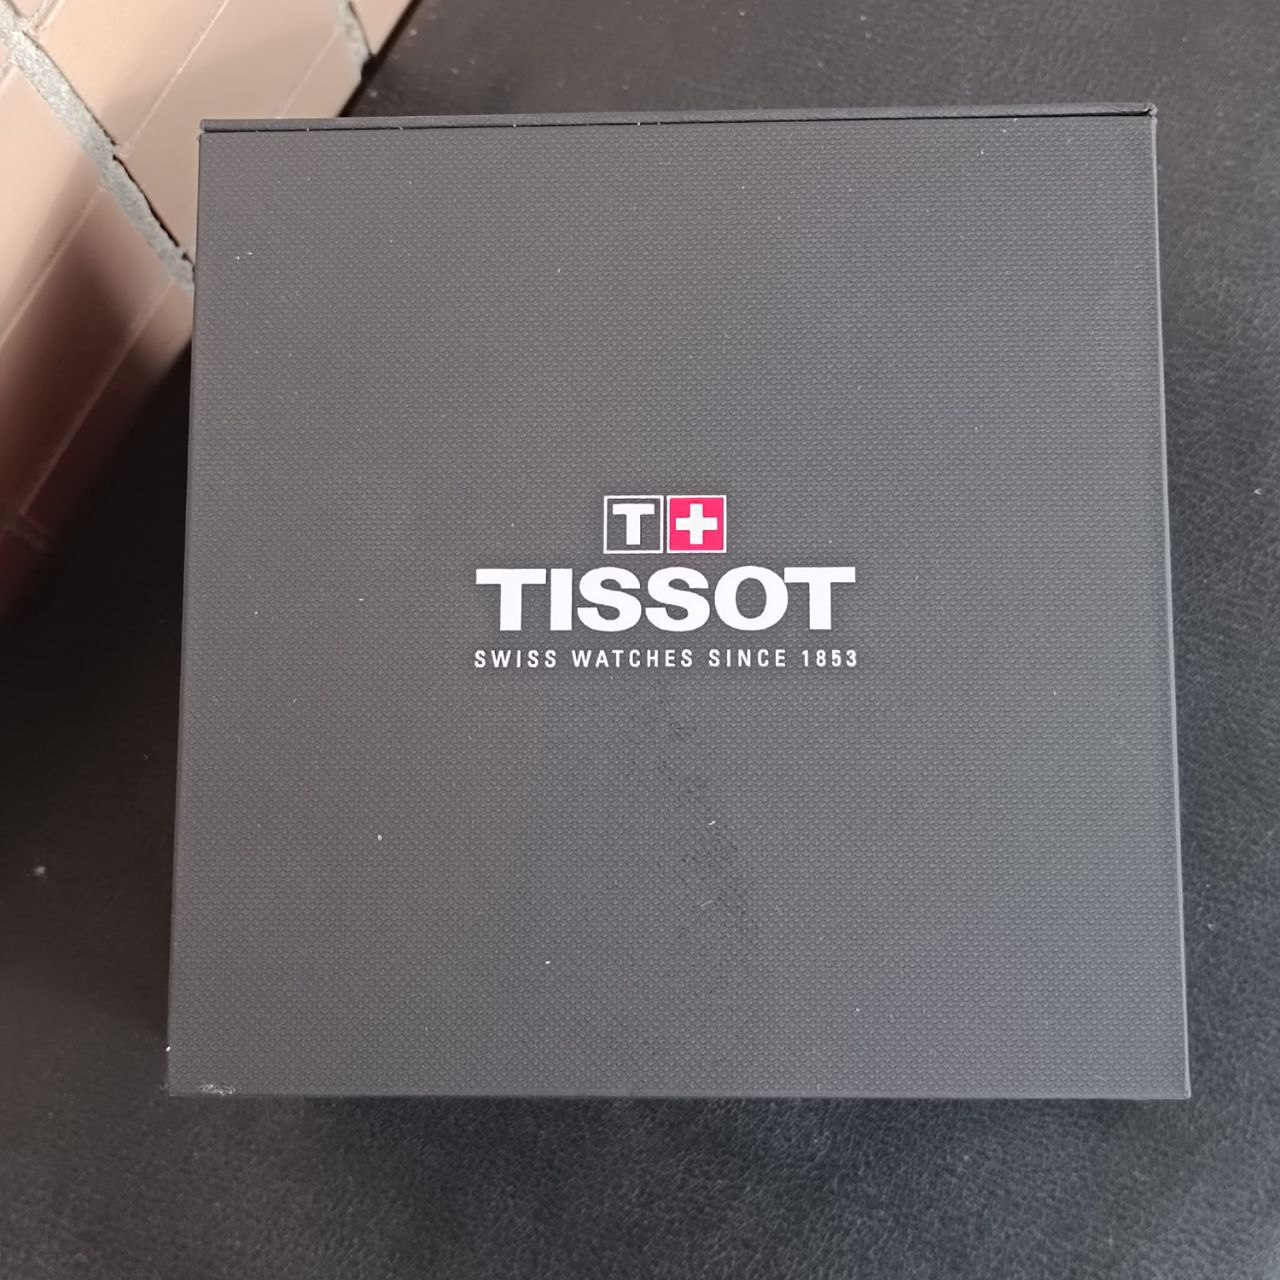 T+
TISSOT
SWISS WATCHES SINCE 1853